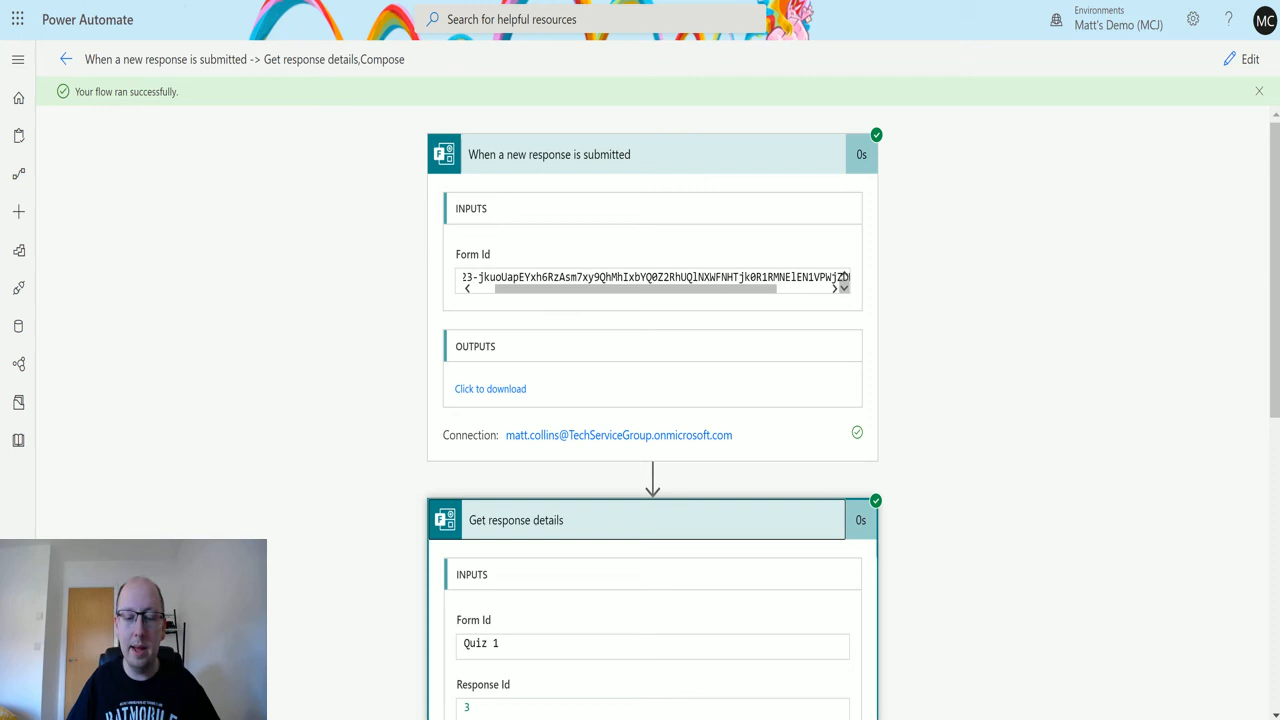 Power Automate
Search for helpful resources
Environments
Matt's Demo (MCJ)
MC
When a new response is submitted -> Get response details,Compose
Edit
Your flow ran successfully.
When a new response is submitted
0s
INPUTS
Form Id
OUTPUTS
Click to download
Connection: matt.collins@TechServiceGroup.onmicrosoft.com
Get response details
0s
INPUTS
Form Id
Quiz 1
Response Id
3